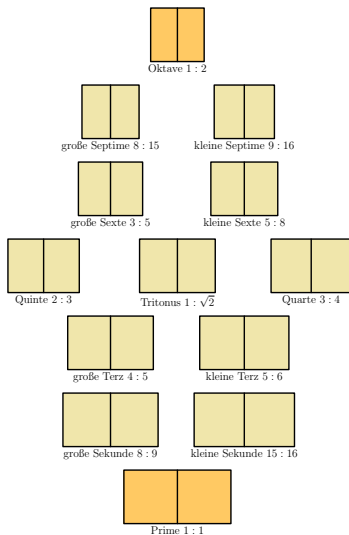 Oktave 1 : 2
große Septime 8 : 15
kleine Septime 9 : 16
große Sexte 3 : 5
kleine Sexte 5 : 8
Quinte 2 : 3
Tritonus 1 : √2
Quarte 3 : 4
große Terz 4 : 5
kleine Terz 5 : 6
große Sekunde 8 : 9
kleine Sekunde 15 : 16
Prime 1 : 1